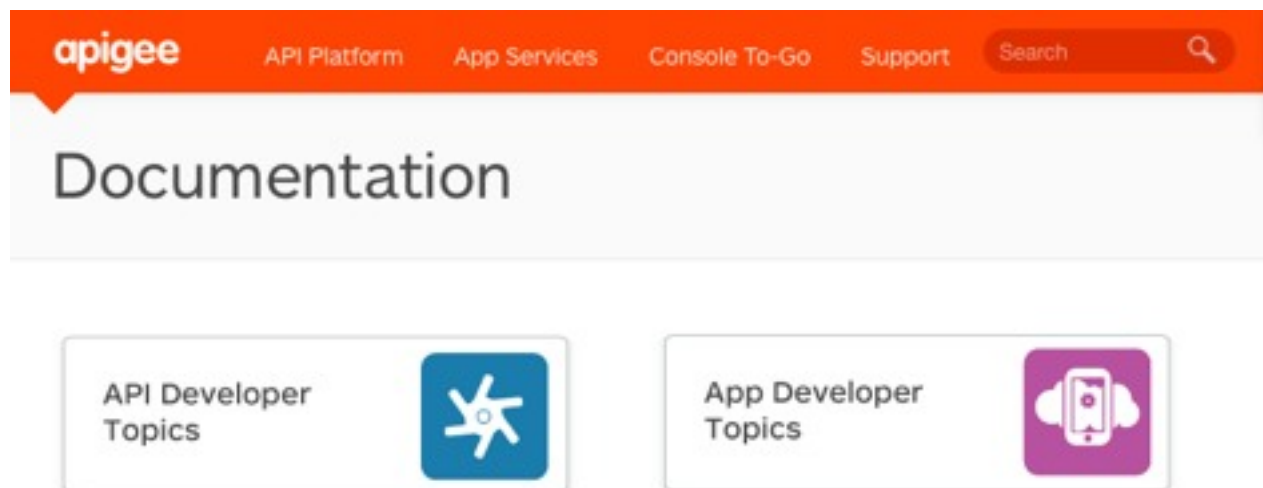 apigee API Platform App Services Console To-Go Support Search
Documentation
API Developer
Topics
App Developer
Topics